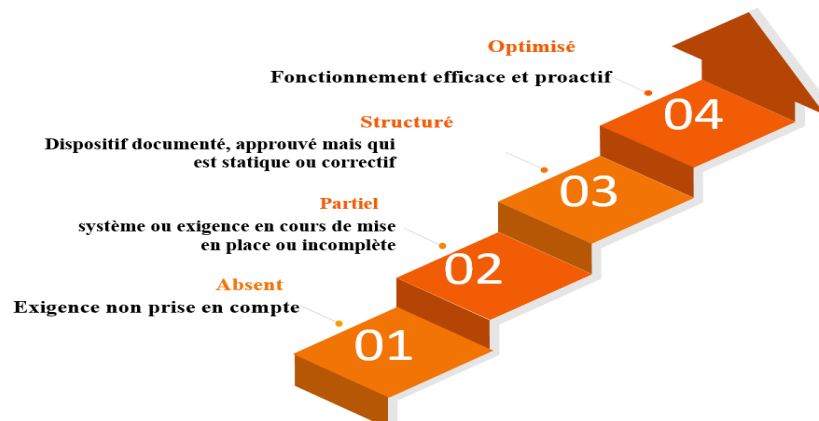 Optimisé
Fonctionnement efficace et proactif
04
Structuré
Dispositif documenté, approuvé mais qui
est statique ou correctif
03
Partiel
système ou exigence en cours de mise
en place ou incomplète
02
Absent
Exigence non prise en compte
01